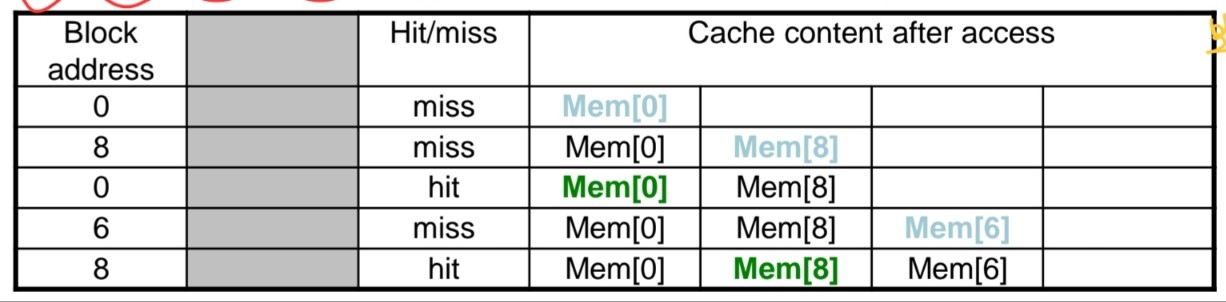 Block address Hit/miss Cache content after access
0 miss Mem[0]
8 miss Mem[0] Mem[8]
0 hit Mem[0] Mem[8]
6 miss Mem[0] Mem[8] Mem[6]
8 hit Mem[0] Mem[8] Mem[6]